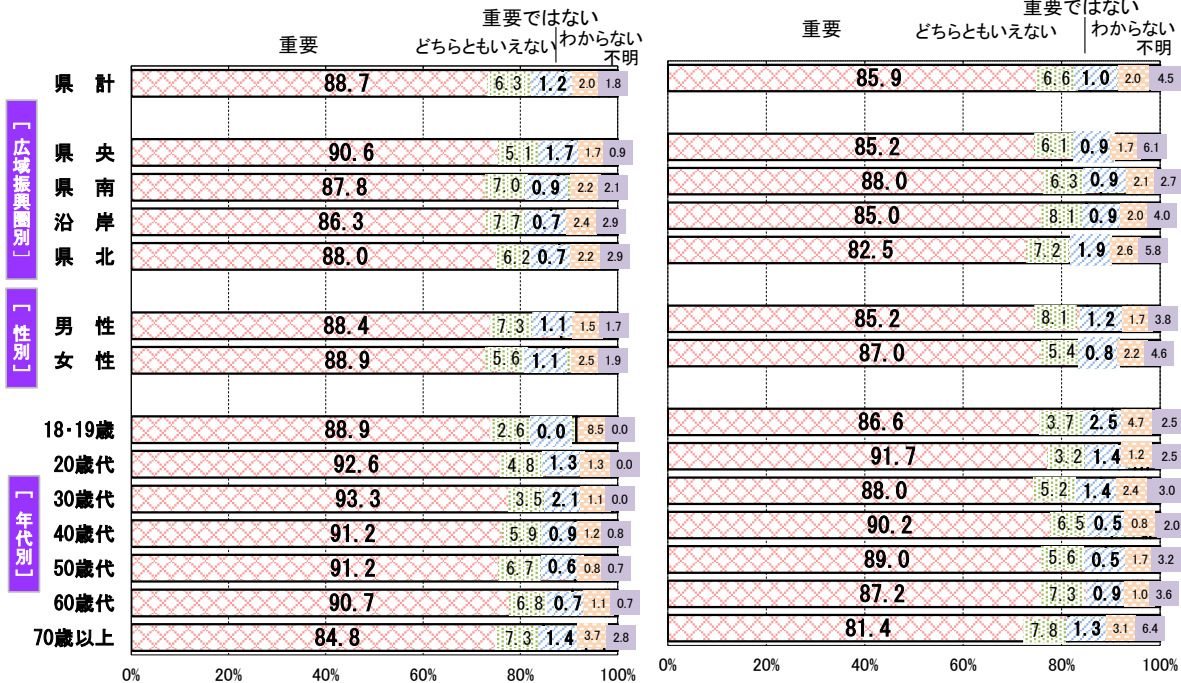 重要 どちらともいえない 重要ではない わからない 不明
重要 どちらともいえない 重要ではない わからない 不明
県 計 88.7 6.3 1.2 2.0 1.8 85.9 6.6 1.0 2.0 4.5
[広域振興圏別]
県 央 90.6 5.1 1.7 1.7 0.9 85.2 6.1 0.9 1.7 6.1
県 南 87.8 7.0 0.9 2.2 2.1 88.0 6.3 0.9 2.1 2.7
沿 岸 86.3 7.7 0.7 2.4 2.9 85.0 8.1 0.9 2.0 4.0
県 北 88.0 6.2 0.7 2.2 2.9 82.5 7.2 1.9 2.6 5.8
[性別]
男 性 88.4 7.3 1.1 1.5 1.7 85.2 8.1 1.2 1.7 3.8
女 性 88.9 5.6 1.1 2.5 1.9 87.0 5.4 0.8 2.2 4.6
[年代別]
18・19歳 88.9 2.6 0.0 8.5 0.0 86.6 3.7 2.5 4.7 2.5
20歳代 92.6 4.8 1.3 1.3 0.0 91.7 3.2 1.4 1.2 2.5
30歳代 93.3 3.5 2.1 1.1 0.0 88.0 5.2 1.4 2.4 3.0
40歳代 91.2 5.9 0.9 1.2 0.8 90.2 6.5 0.5 0.8 2.0
50歳代 91.2 6.7 0.6 0.8 0.7 89.0 5.6 0.5 1.7 3.2
60歳代 90.7 6.8 0.7 1.1 0.7 87.2 7.3 0.9 1.0 3.6
70歳以上 84.8 7.3 1.4 3.7 2.8 81.4 7.8 1.3 3.1 6.4
0% 20% 40% 60% 80% 100% 0% 20% 40% 60% 80% 100%